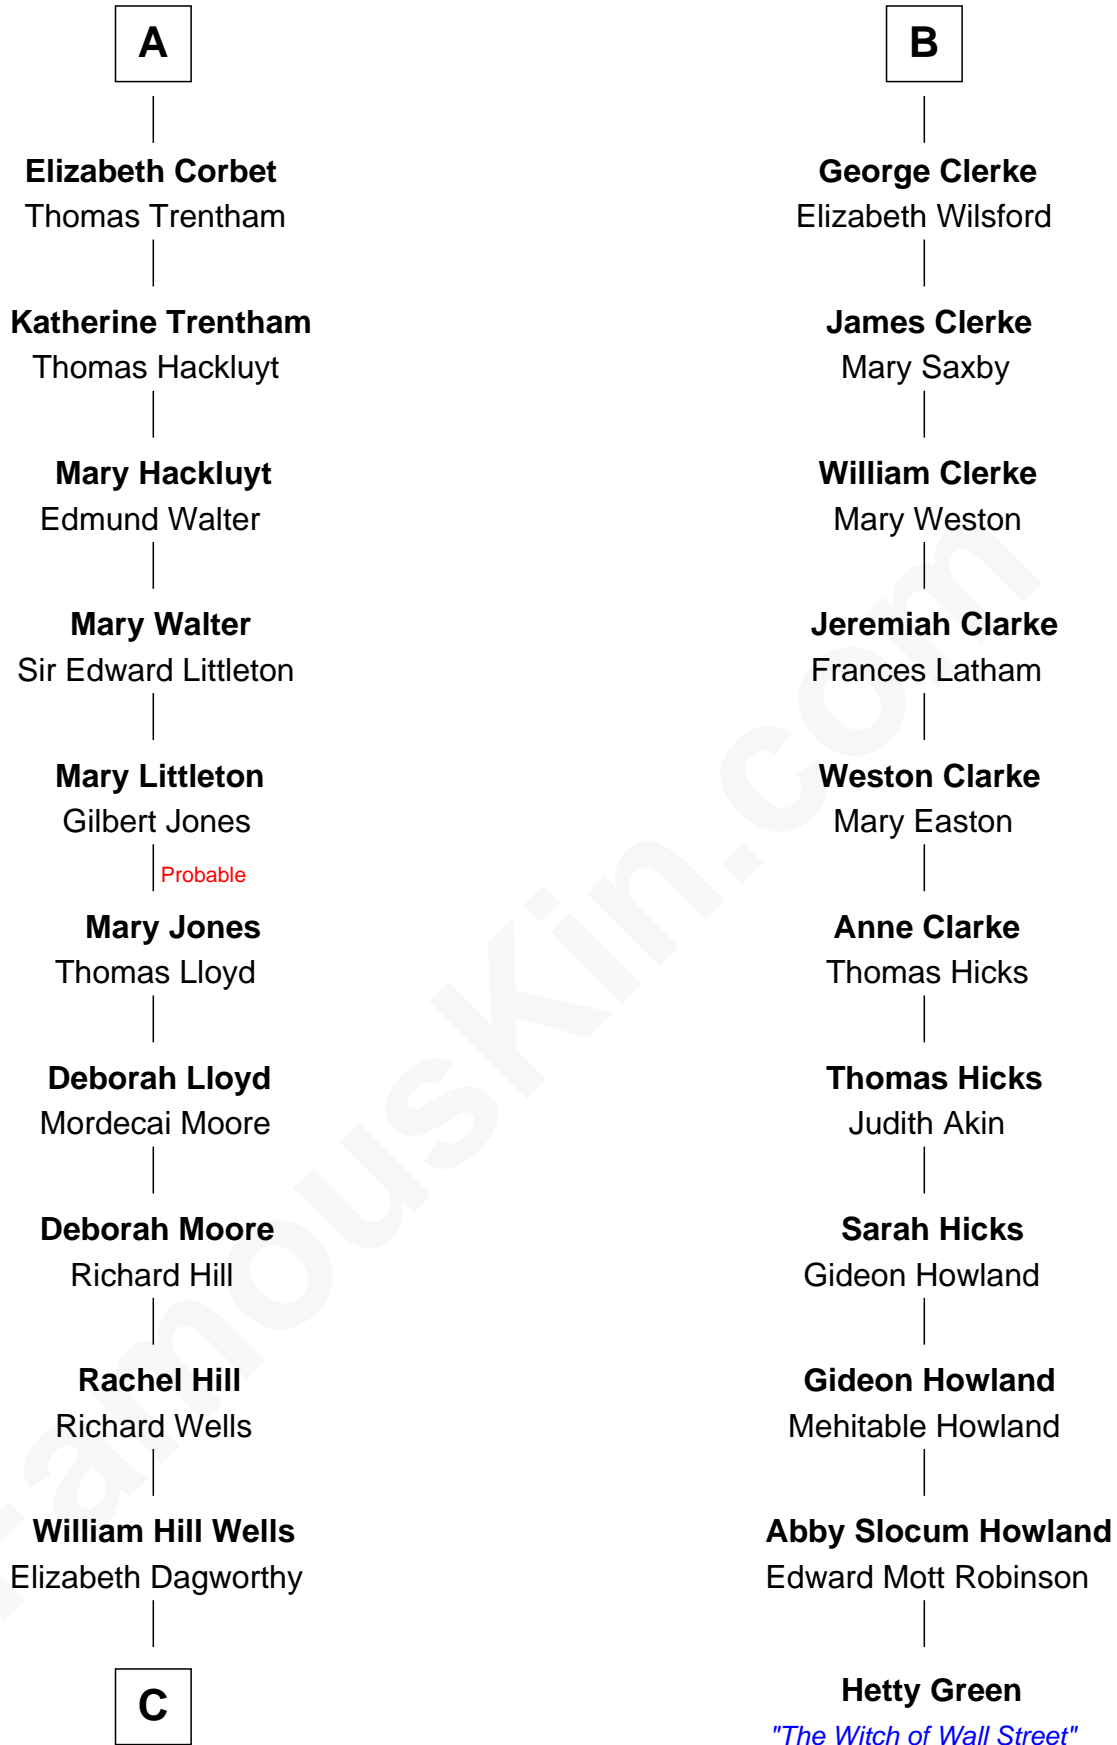 A
Elizabeth Corbet
Thomas Trentham
Katherine Trentham
Thomas Hackluyt
Mary Hackluyt
Edmund Walter
Mary Walter
Sir Edward Littleton
Mary Littleton
Gilbert Jones
Probable
Mary Jones
Thomas Lloyd
Deborah Lloyd
Mordecai Moore
Deborah Moore
Richard Hill
Rachel Hill
Richard Wells
William Hill Wells
Elizabeth Dagworthy
C
B
George Clerke
Elizabeth Wilsford
James Clerke
Mary Saxby
William Clerke
Mary Weston
Jeremiah Clarke
Frances Latham
Weston Clarke
Mary Easton
Anne Clarke
Thomas Hicks
Thomas Hicks
Judith Akin
Sarah Hicks
Gideon Howland
Gideon Howland
Mehitable Howland
Abby Slocum Howland
Edward Mott Robinson
Hetty Green
"The Witch of Wall Street"
FamousKin.com